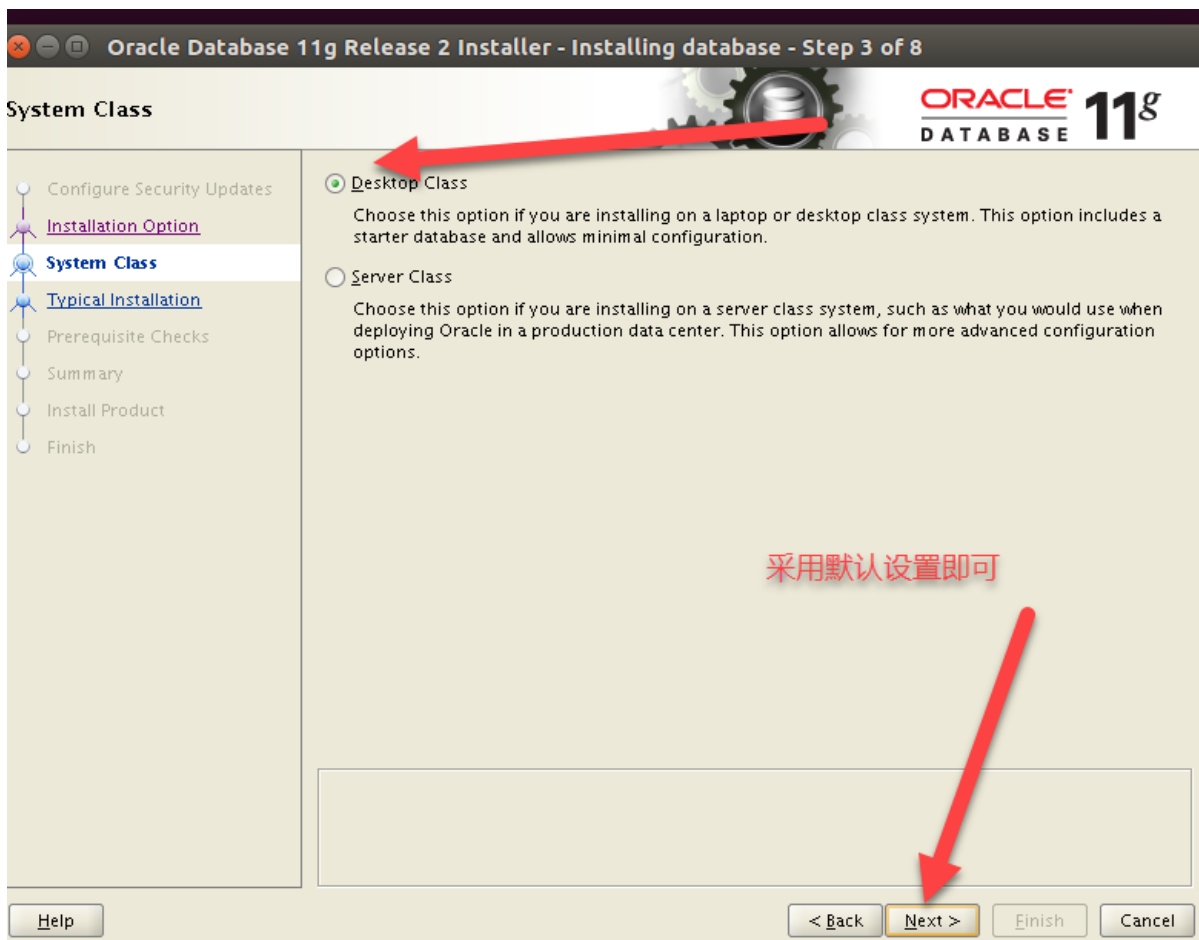 Oracle Database 11g Release 2 Installer - Installing database - Step 3 of 8
System Class
ORACLE
DATABASE
11g
Configure Security Updates
Installation Option
System Class
Typical Installation
Prerequisite Checks
Summary
Install Product
Finish
Desktop Class
Choose this option if you are installing on a laptop or desktop class system. This option includes a
starter database and allows minimal configuration.
Server Class
Choose this option if you are installing on a server class system, such as what you would use when
deploying Oracle in a production data center. This option allows for more advanced configuration
options.
采用默认设置即可
Help
< Back
Next >
Finish
Cancel